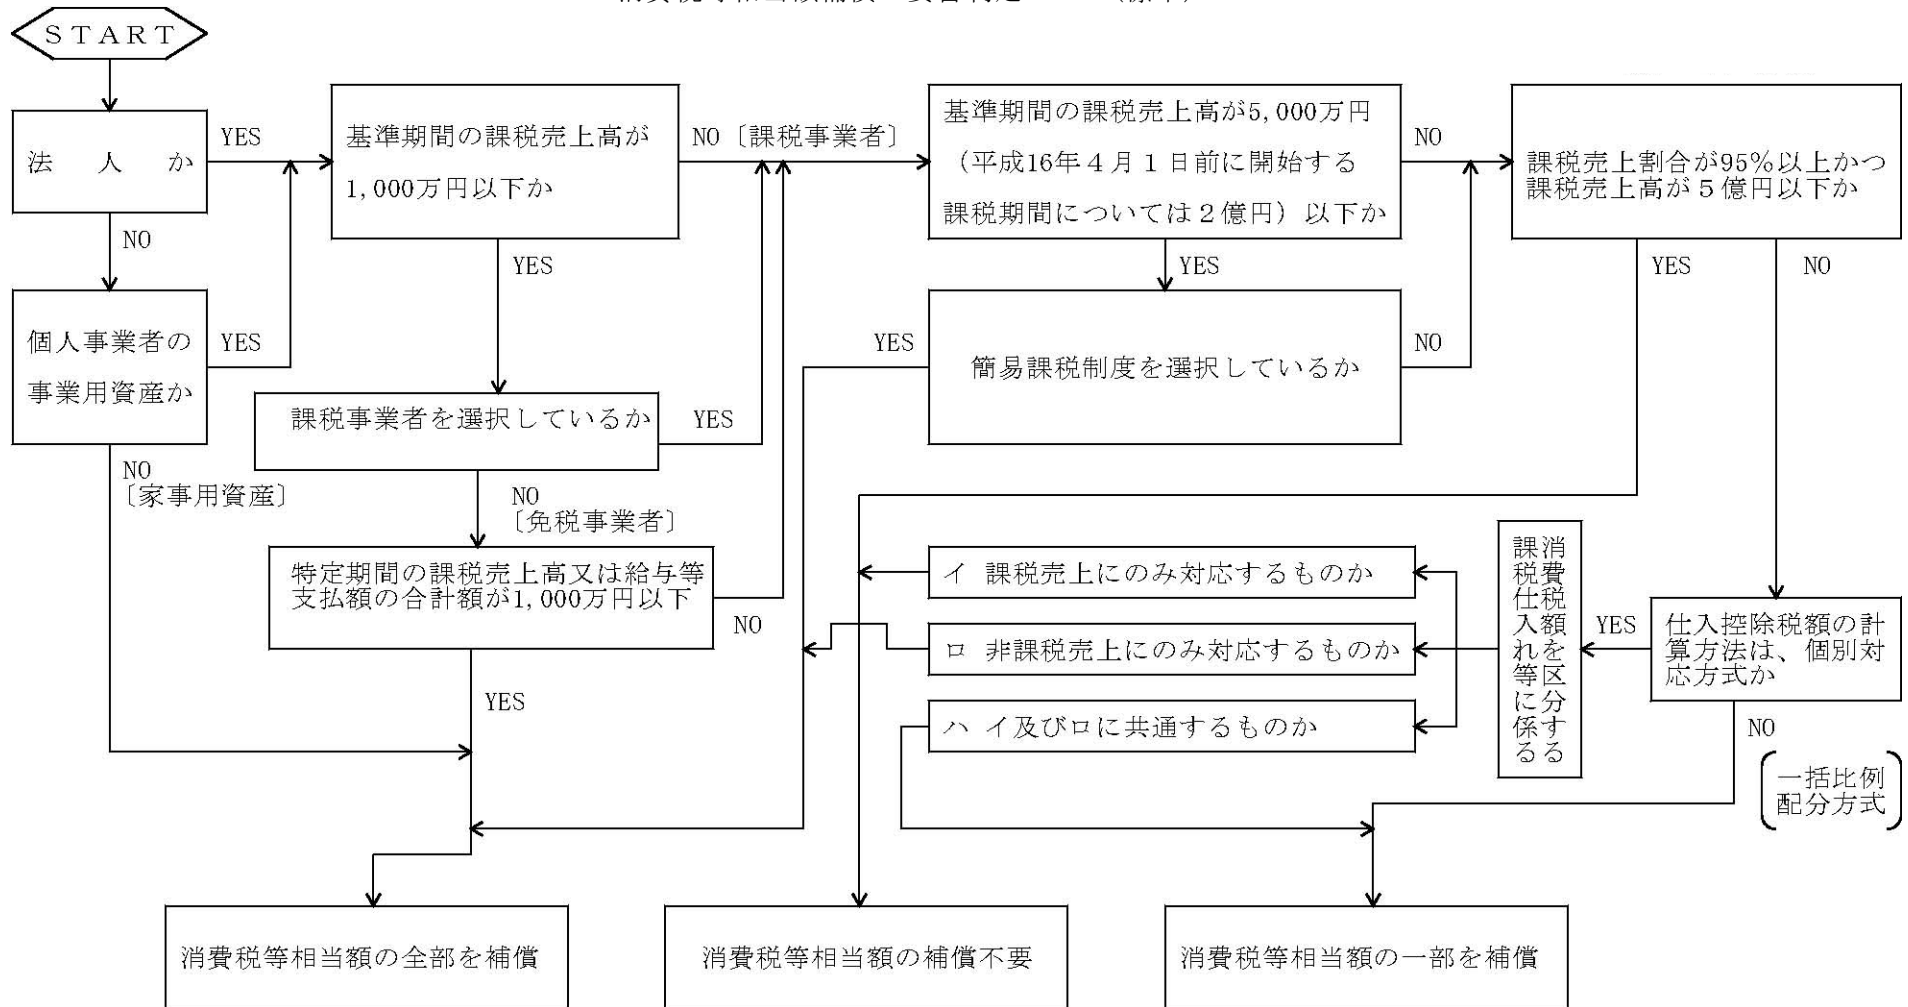 ＳＴＡＲＴ
法　人　か
YES
NO
個人事業者の
事業用資産か
YES
NO
〔家事用資産〕
基準期間の課税売上高が
1,000万円以下か
NO〔課税事業者〕
YES
課税事業者を選択しているか
YES
NO
〔免税事業者〕
特定期間の課税売上高又は給与等
支払額の合計額が1,000万円以下
NO
YES
基準期間の課税売上高が5,000万円
（平成16年４月１日前に開始する
課税期間については２億円）以下か
NO
YES
簡易課税制度を選択しているか
YES
NO
課税売上割合が95％以上かつ
課税売上高が５億円以下か
YES
NO
仕入控除税額の計
算方法は、個別対
応方式か
YES
NO
一括比例
配分方式
消費税額を区分する
課税仕入れ等に係る
イ 課税売上にのみ対応するものか
ロ 非課税売上にのみ対応するものか
ハ イ及びロに共通するものか
消費税等相当額の全部を補償
消費税等相当額の補償不要
消費税等相当額の一部を補償